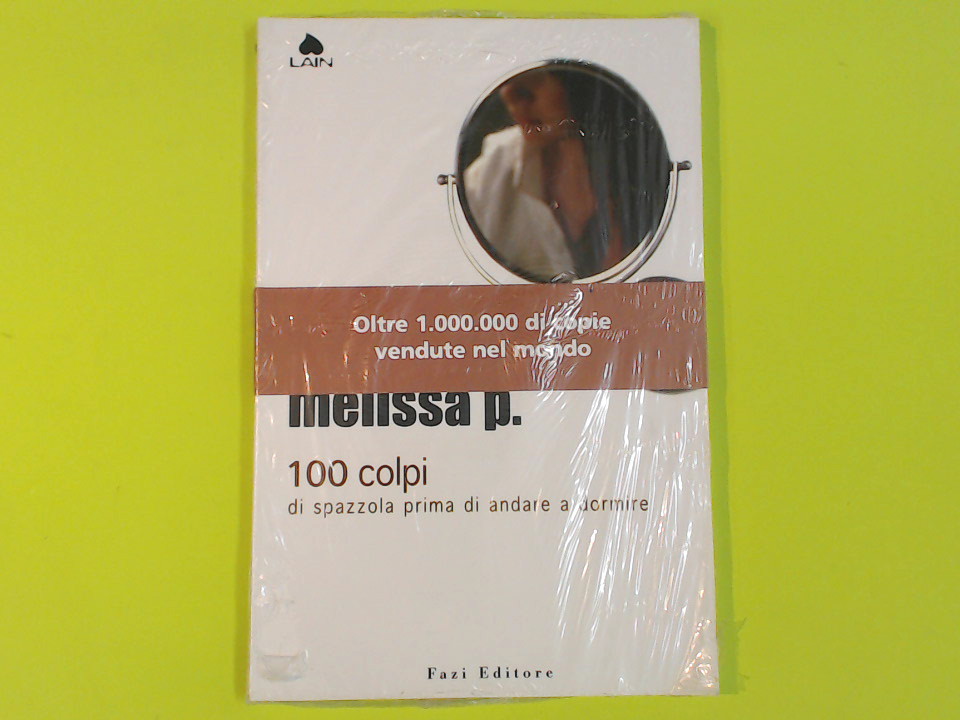 LAIN
Oltre 1.000.000 di copie
vendute nel mondo
melissa p.
100 colpi
di spazzola prima di andare a dormire
Fazi Editore